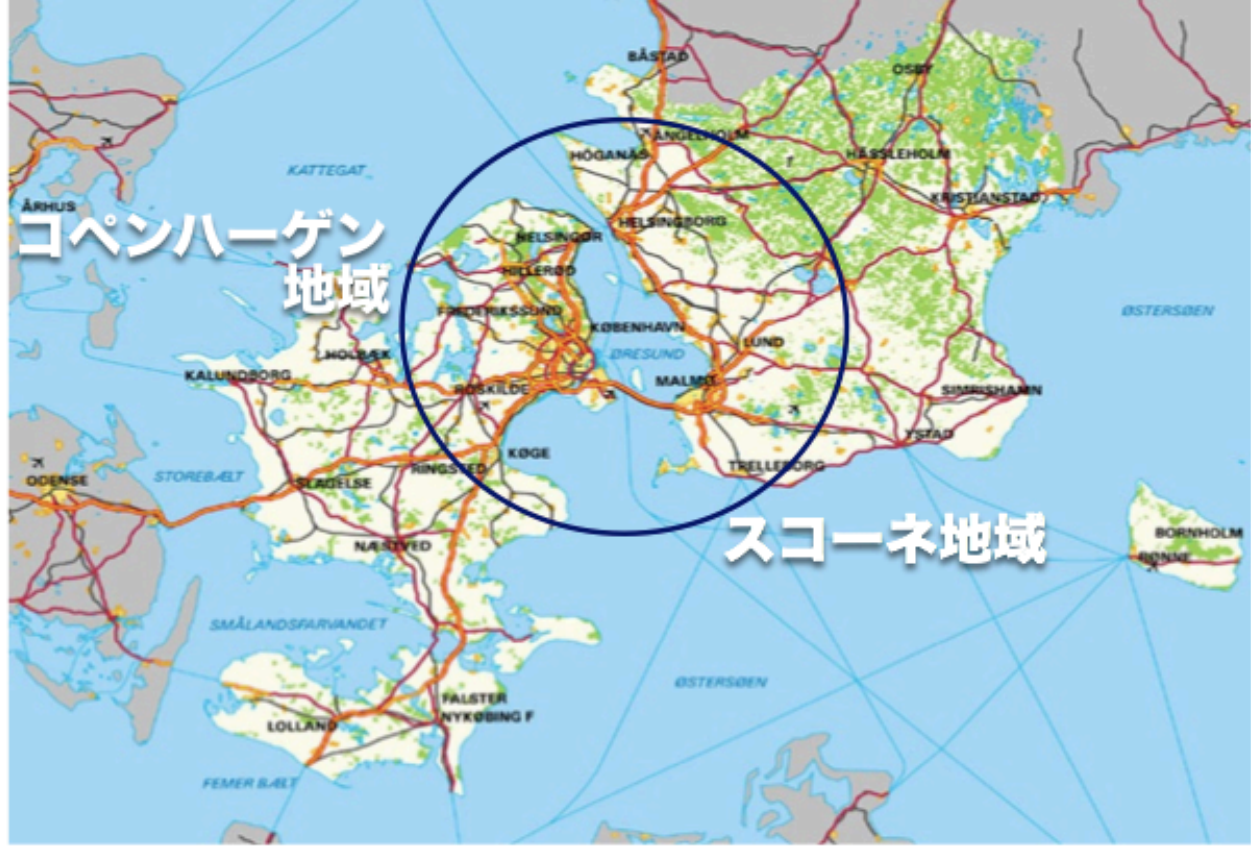 BÅSTAD
OSBY
ÄNGELHOLM
HÖGANÄS
HÄSSLEHOLM
KATTEGAT
KRISTIANSTAD
ÅRHUS
コペンハーゲン
地域
HELSINGBORG
HELSINGØR
HILLERØD
FREDERIKSSUND
ØSTERSØEN
KØBENHAVN
ØRESUND
LUND
HOLBÆK
KALUNDBORG
MALMÖ
ROSKILDE
SIMRISHAMN
YSTAD
KØGE
RINGSTED
TRELLEBORG
STOREBÆLT
ODENSE
SLAGELSE
スコーネ地域
NÆSTVED
BORNHOLM
RØNNE
SMÅLANDSFARVANDET
ØSTERSØEN
FALSTER
NYKØBING F
LOLLAND
FEMER BÆLT